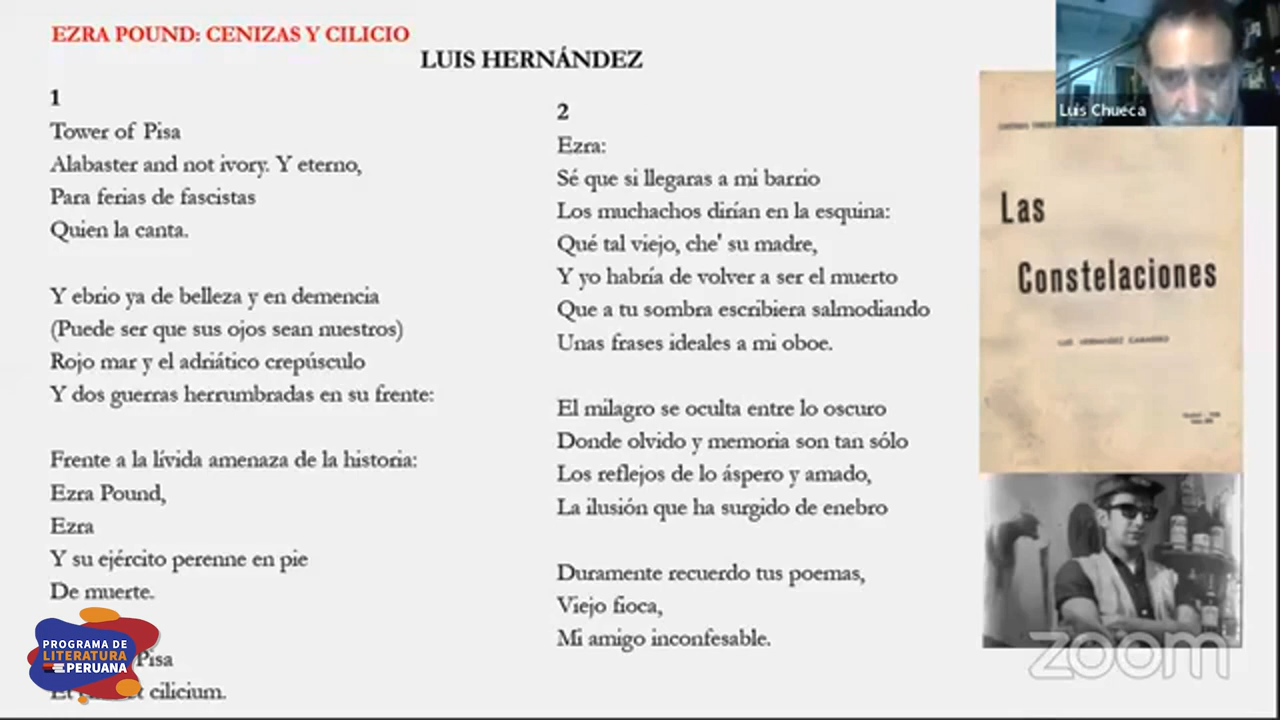 EZRA POUND: CENIZAS Y CILICIO
LUIS HERNÁNDEZ
1
Tower of Pisa
Alabaster and not ivory. Y eterno,
Para ferias de fascistas
Quien la canta.
Y ebrio ya de belleza y en demencia
(Puede ser que sus ojos sean nuestros)
Rojo mar y el adriático crepúsculo
Y dos guerras herrumbradas en su frente:
Frente a la lívida amenaza de la historia:
Ezra Pound,
Ezra
Y su ejército perenne en pie
De muerte.
Pisa
cilicium.
2
Ezra:
Sé que si llegaras a mi barrio
Los muchachos dirían en la esquina:
Qué tal viejo, che' su madre,
Y yo habría de volver a ser el muerto
Que a tu sombra escribiera salmodiando
Unas frases ideales a mi oboe.
El milagro se oculta entre lo oscuro
Donde olvido y memoria son tan sólo
Los reflejos de lo áspero y amado,
La ilusión que ha surgido de enebro
Duramente recuerdo tus poemas,
Viejo fioca,
Mi amigo inconfesable.
Luis Chueca
Las
Constelaciones
LUIS HERNANDEZ CAMARERO
PROGRAMA DE
LITERATURA
PERUANA
zoom